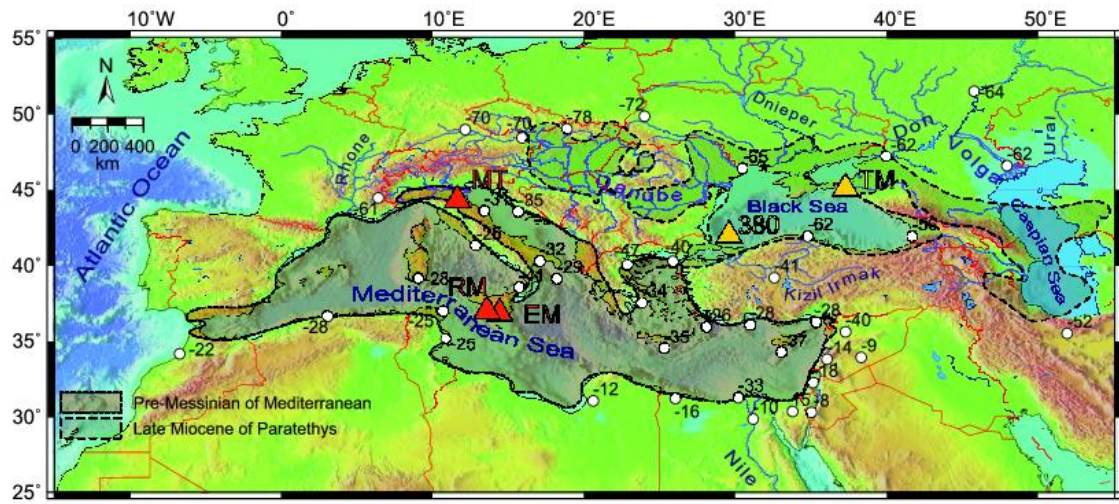 10°W 0° 10°E 20°E 30°E 40°E 50°E
55°
50°
45°
40°
35°
30°
25°
N
0 200 400
km
Atlantic Ocean
Rhone
Danube
Dnieper
Don
Volga
Ural
Black Sea
Caspian Sea
Kizil Irmak
Mediterranean Sea
Nile
MT
TM
380
RM
EM
-70
-70
-78
-72
-64
-62
-62
-65
-61
-35
-26
-32
-29
-28
-47
-40
-62
-41
-34
-25
-28
-25
-22
-35
-26
-28
-28
-40
-37
-14
-9
-18
-12
-16
-33
-10
-8
-52
Pre-Messinian of Mediterranean
Late Miocene of Paratethys